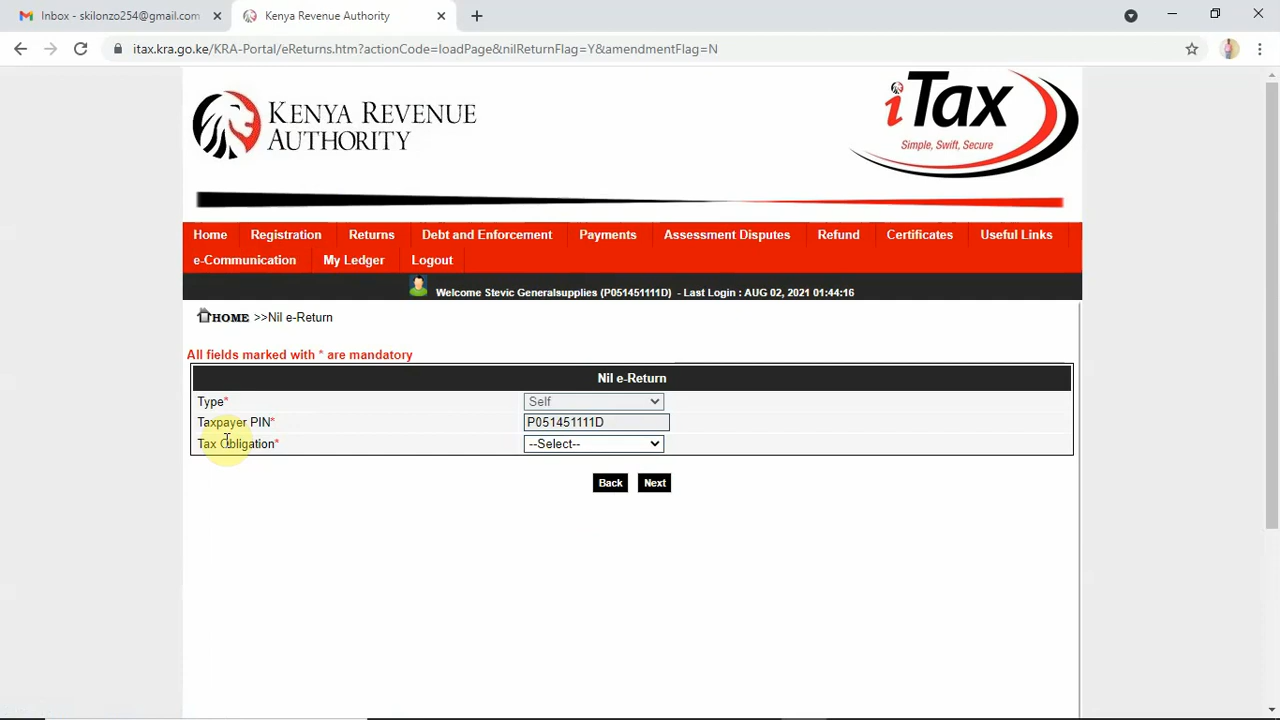 Inbox - skilonzo254@gmail.com
Kenya Revenue Authority
itax.kra.go.ke/KRA-Portal/eReturns.htm?actionCode=loadPage&nilReturnFlag=Y&amendmentFlag=N
KENYA REVENUE
AUTHORITY
iTax
Simple, Swift, Secure
Home Registration Returns Debt and Enforcement Payments Assessment Disputes Refund Certificates Useful Links
e-Communication My Ledger Logout
Welcome Stevic Generalsupplies (P051451111D) - Last Login : AUG 02, 2021 01:44:16
HOME >>Nil e-Return
All fields marked with * are mandatory
Nil e-Return
Type* Self
Taxpayer PIN* P051451111D
Tax Obligation* --Select--
Back Next